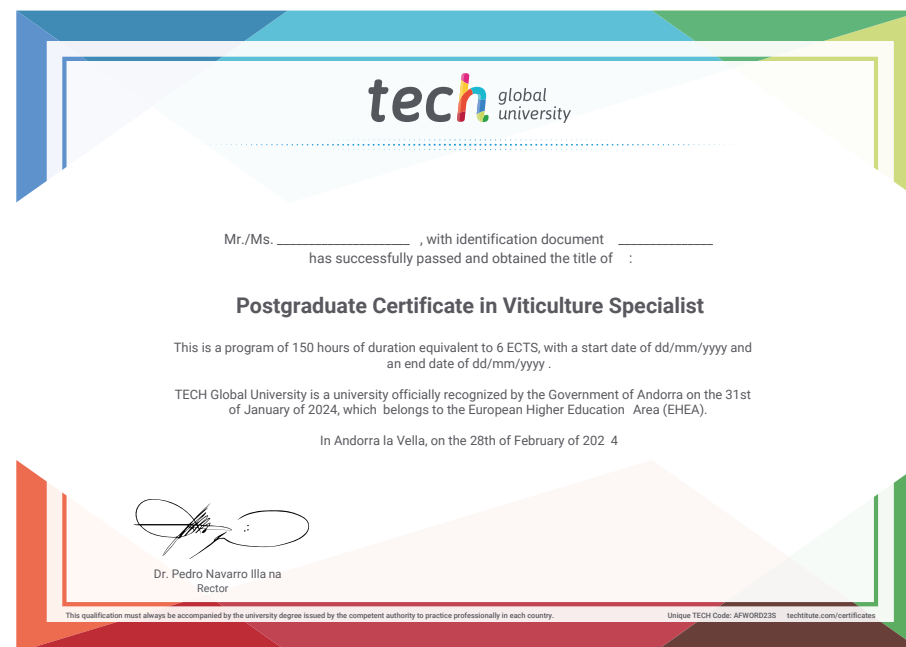 tech global
university
Mr./Ms. _____________________ , with identification document _______________
has successfully passed and obtained the title of :
Postgraduate Certificate in Viticulture Specialist
This is a program of 150 hours of duration equivalent to 6 ECTS, with a start date of dd/mm/yyyy and
an end date of dd/mm/yyyy .
TECH Global University is a university officially recognized by the Government of Andorra on the 31st
of January of 2024, which belongs to the European Higher Education Area (EHEA).
In Andorra la Vella, on the 28th of February of 202 4
Dr. Pedro Navarro Illa na
Rector
This qualification must always be accompanied by the university degree issued by the competent authority to practice professionally in each country.
Unique TECH Code: AFWORD23S techtitute.com/certificates